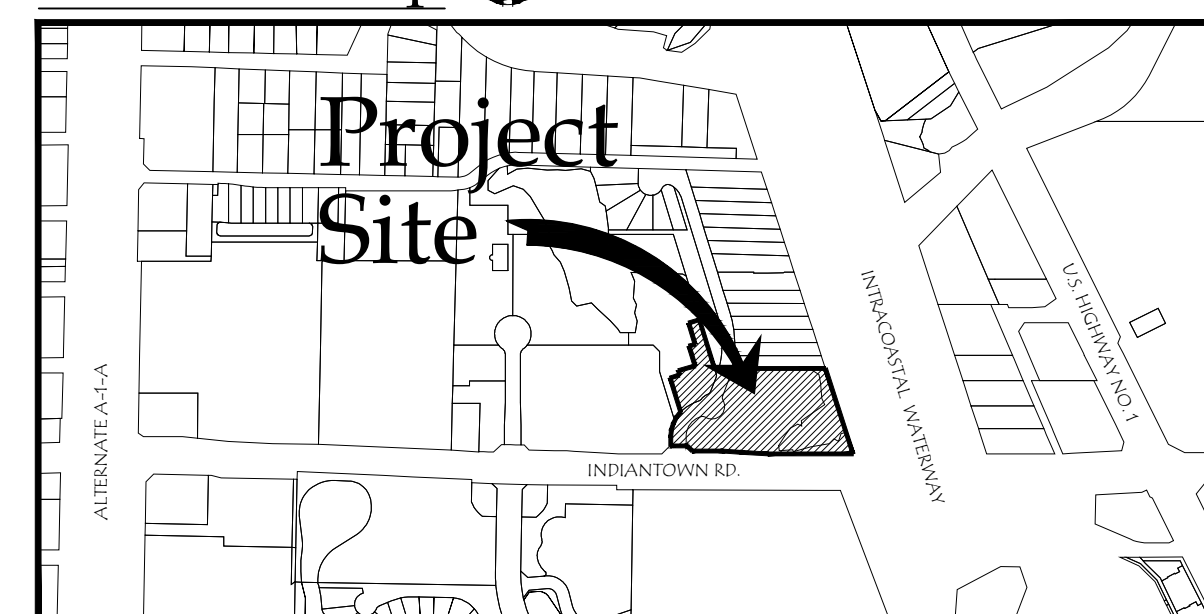 Project
Site
ALTERNATE A-1-A
INDIANTOWN RD.
INTRACOASTAL WATERWAY
U.S. HIGHWAY NO. 1